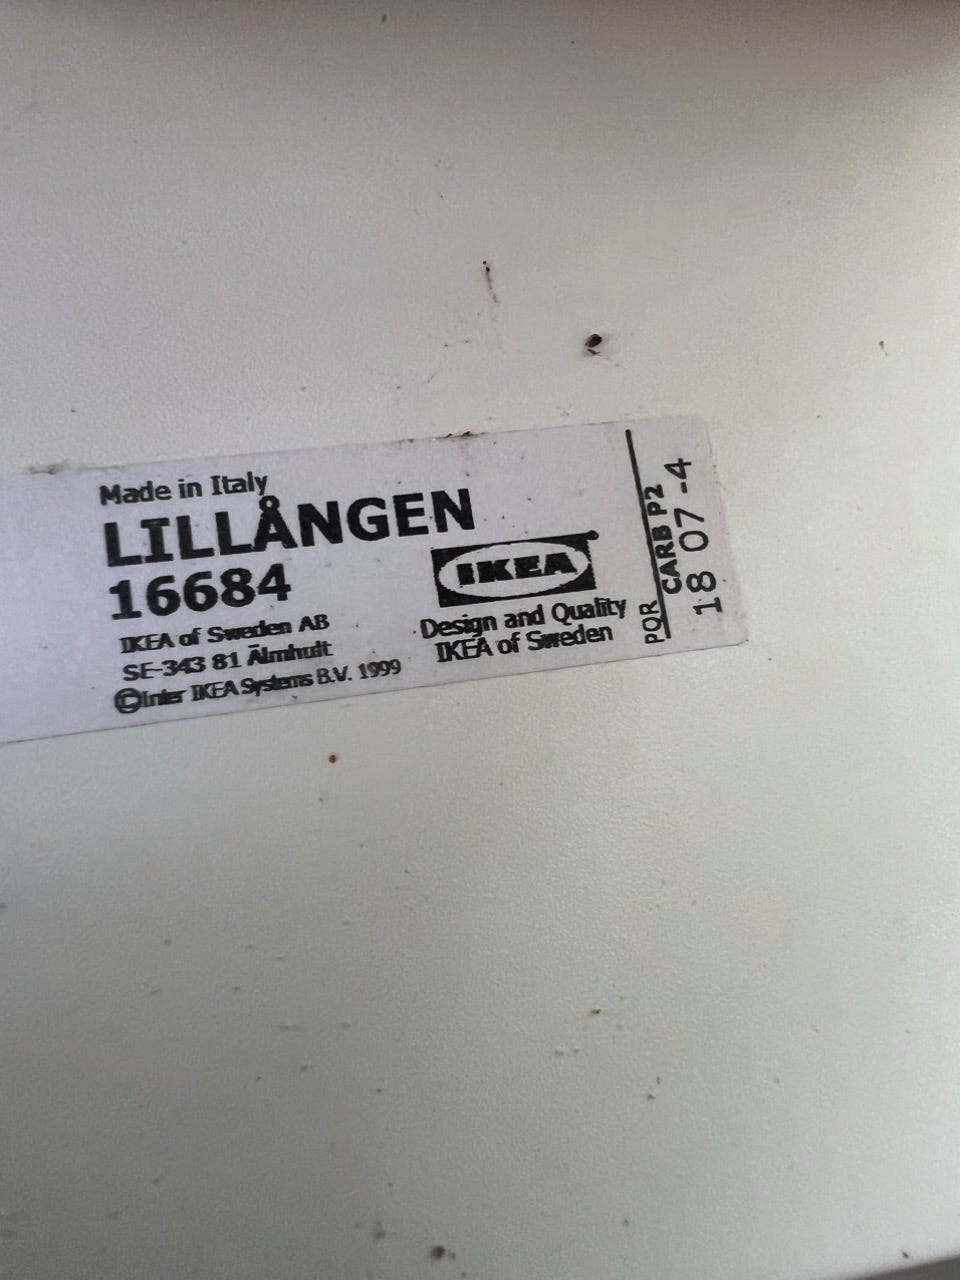 Made in Italy
LILLÅNGEN
16684
IKEA of Sweden AB
SE-343 81 Älmhult
©Inter IKEA Systems B.V. 1999
IKEA
Design and Quality
IKEA of Sweden
POR CARB P2
18 07 -4